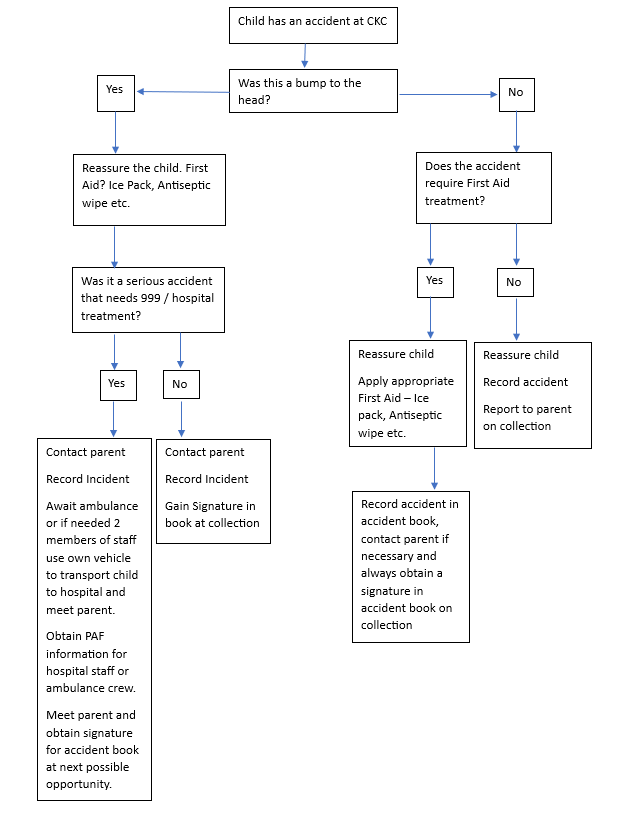 Child has an accident at CKC
Was this a bump to the
head?
Yes
No
Reassure the child. First
Aid? Ice Pack, Antiseptic
wipe etc.
Does the accident
require First Aid
treatment?
Was it a serious accident
that needs 999 / hospital
treatment?
Yes
No
Yes
No
Reassure child
Apply appropriate
First Aid – Ice
pack, Antiseptic
wipe etc.
Reassure child
Record accident
Report to parent
on collection
Contact parent
Record Incident
Await ambulance
or if needed 2
members of staff
use own vehicle
to transport child
to hospital and
meet parent.
Obtain PAF
information for
hospital staff or
ambulance crew.
Meet parent and
obtain signature
for accident book
at next possible
opportunity.
Contact parent
Record Incident
Gain Signature in
book at collection
Record accident in
accident book,
contact parent if
necessary and
always obtain a
signature in
accident book on
collection